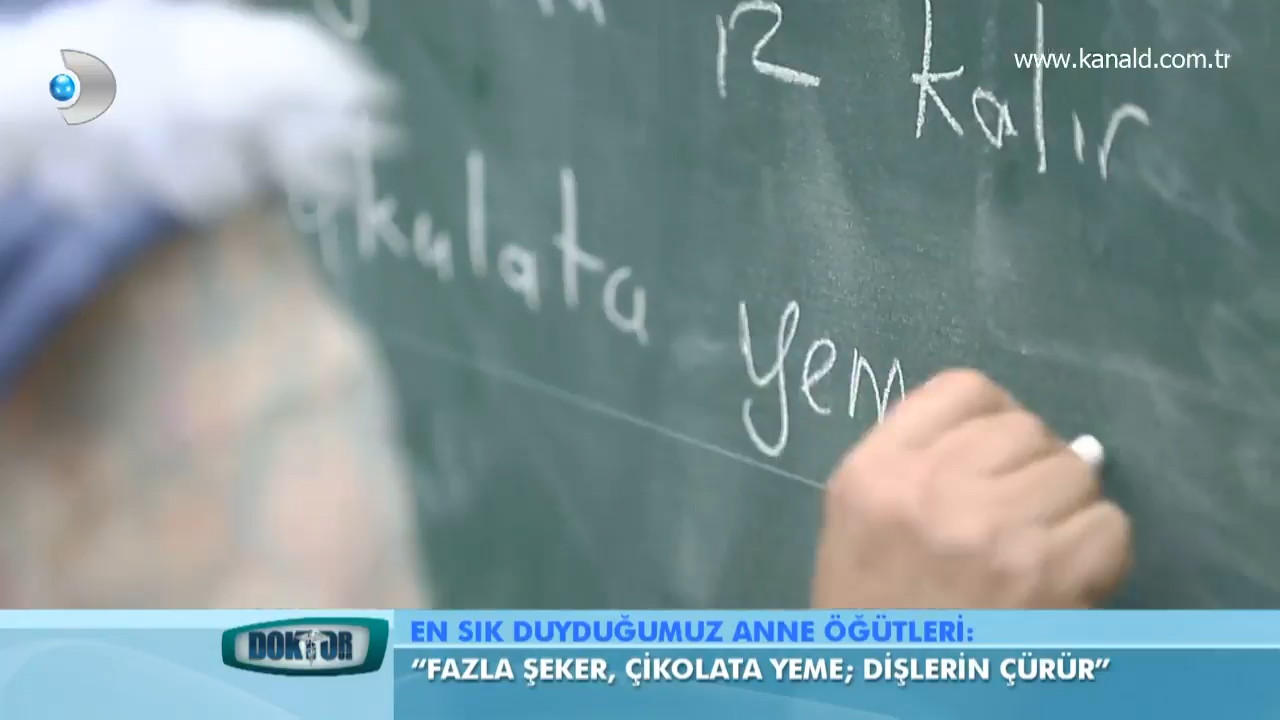 www.kanald.com.tr
12 kalır
çikulata yem
DOKTOR
EN SIK DUYDUĞUMUZ ANNE ÖĞÜTLERİ:
“FAZLA ŞEKER, ÇİKOLATA YEME; DİŞLERİN ÇÜRÜR”